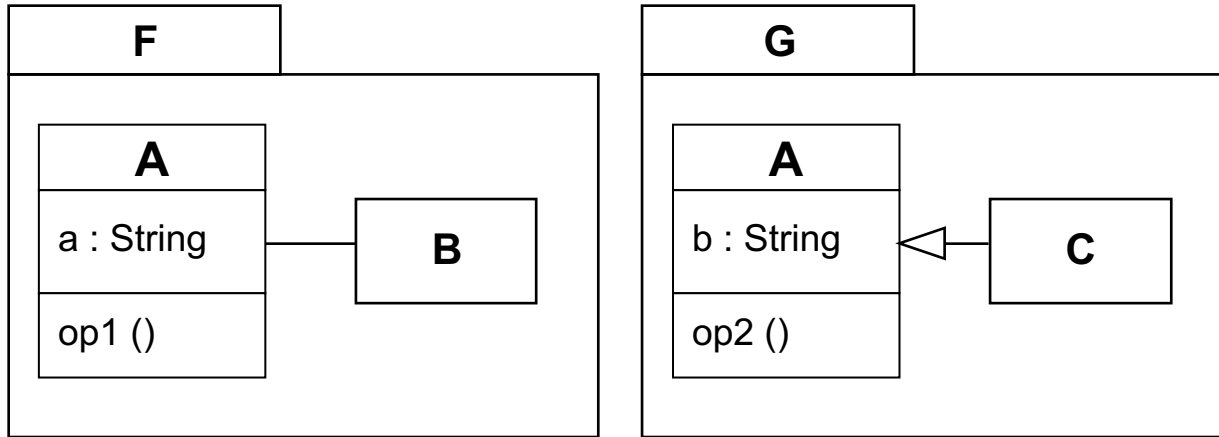 F
A
a : String
op1 ()
B
G
A
b : String
op2 ()
C